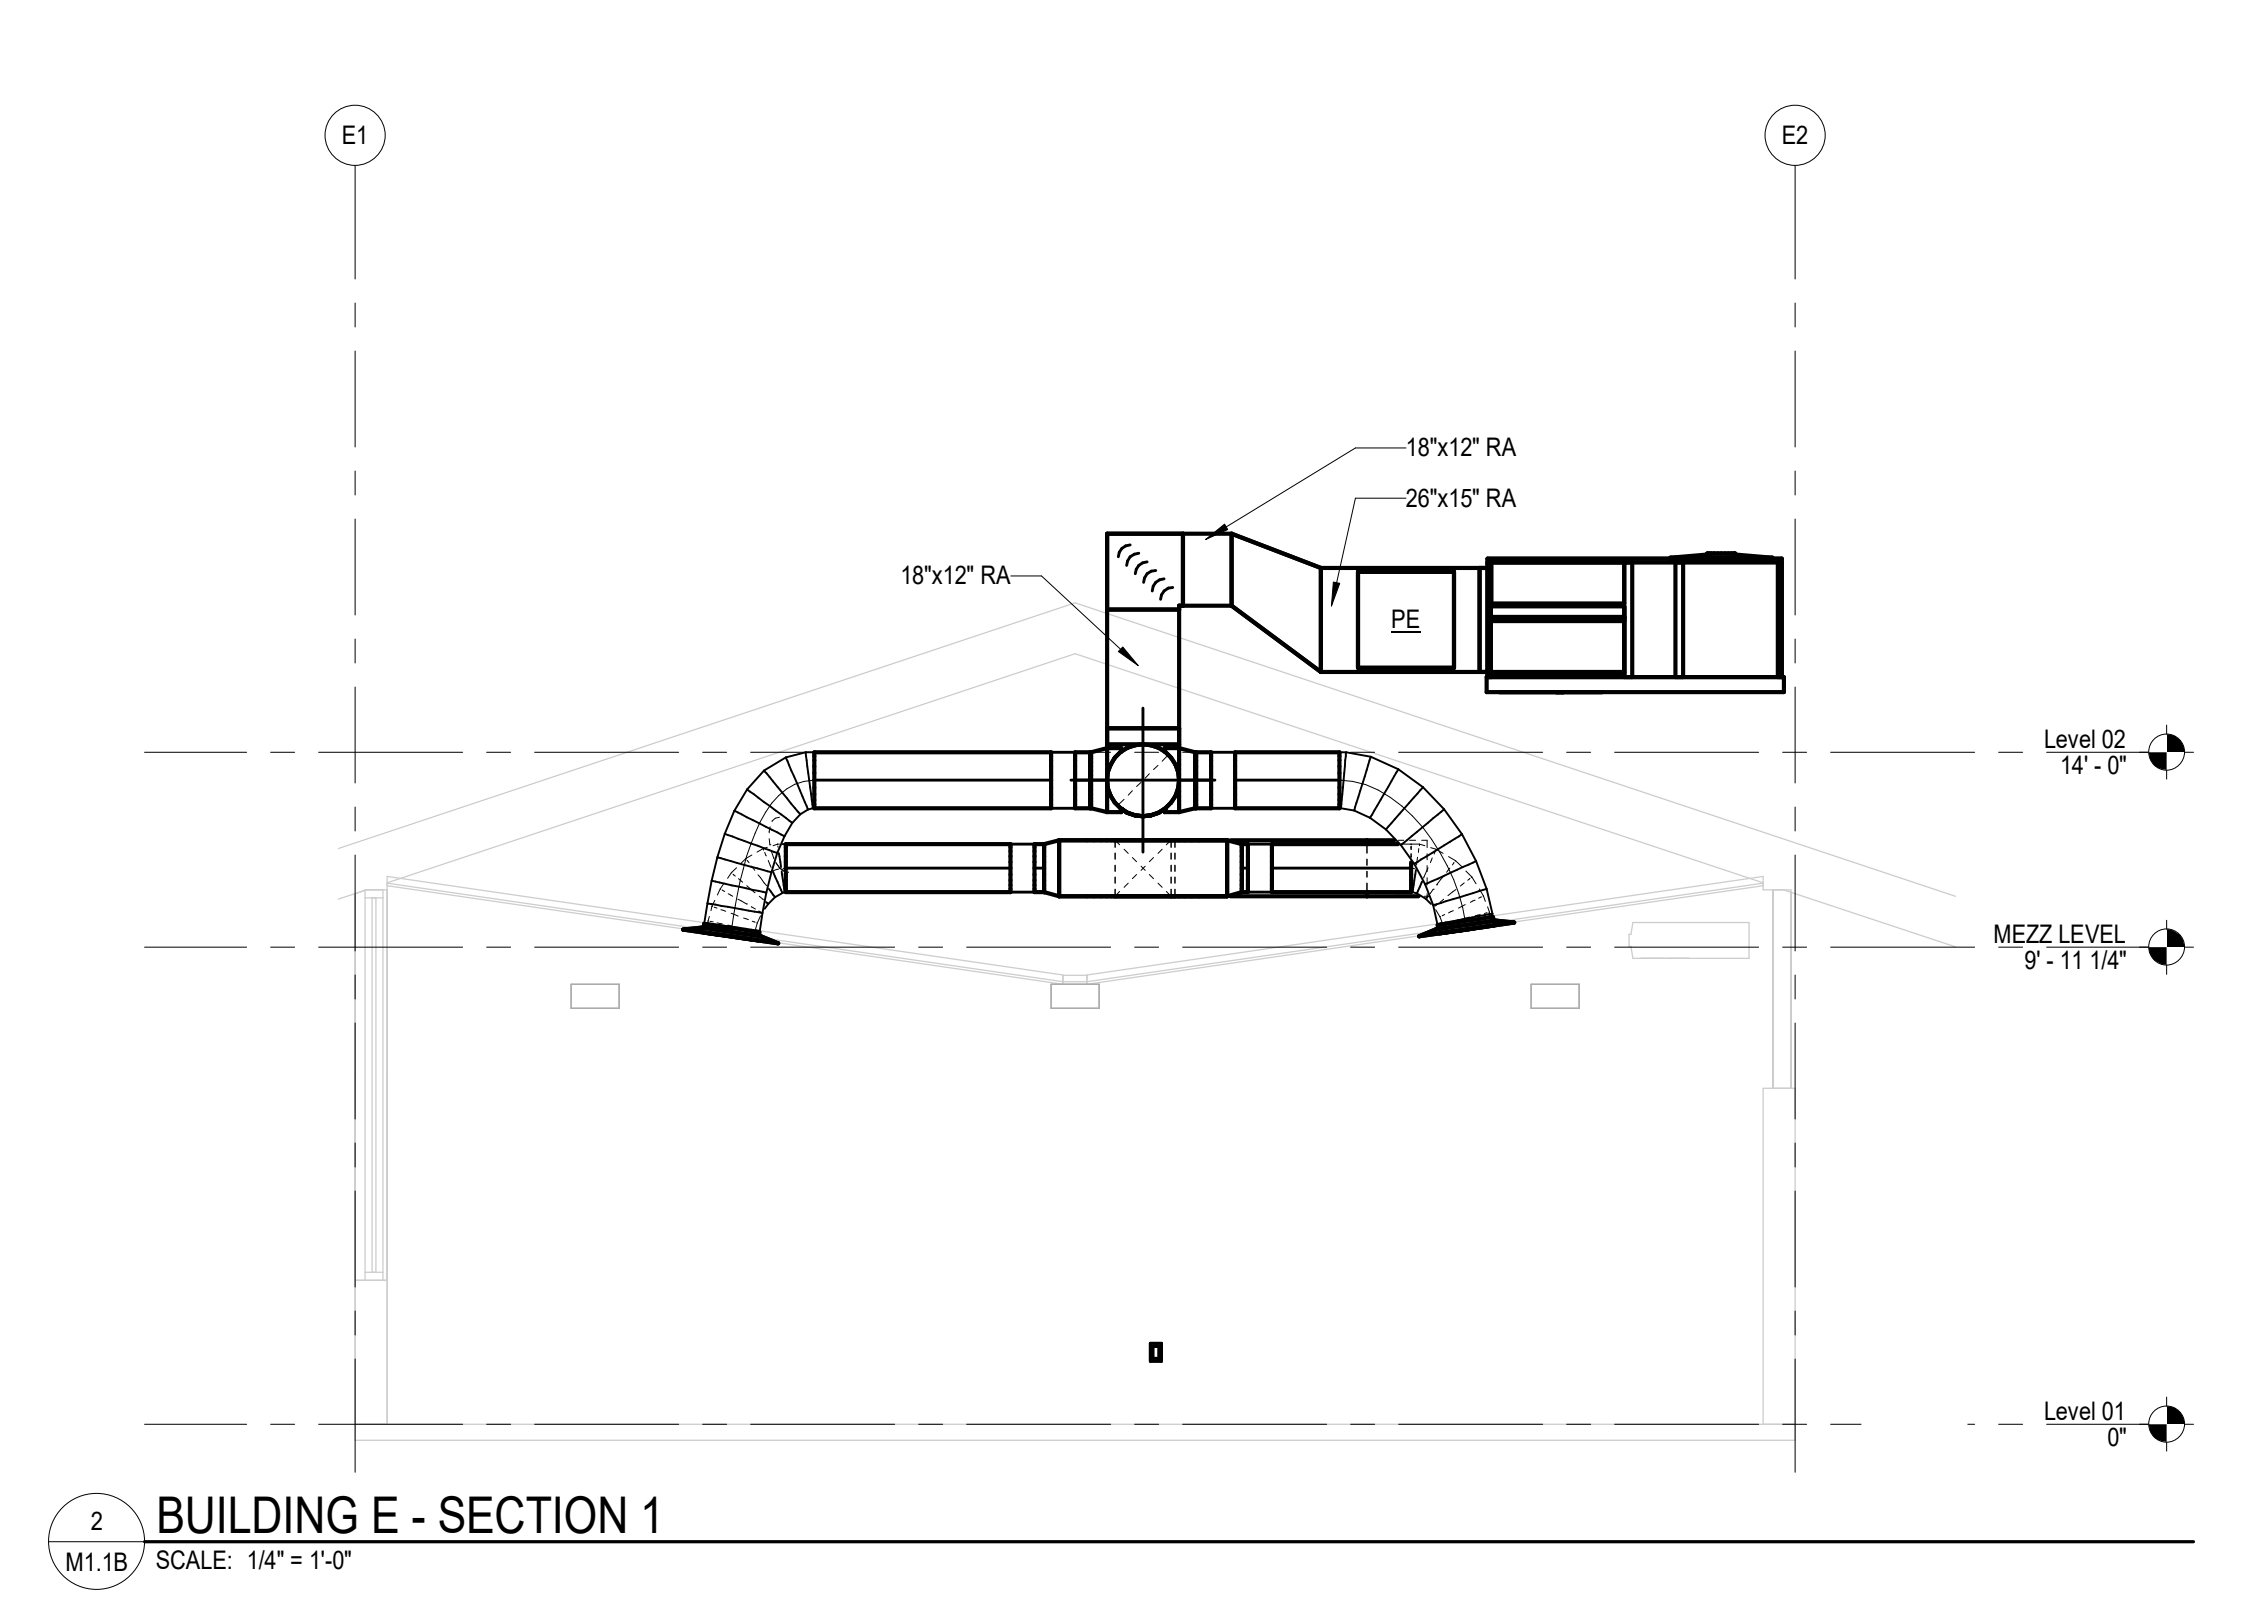 E1
E2
18"x12" RA
26"x15" RA
18"x12" RA
PE
Level 02
14' - 0"
MEZZ LEVEL
9' - 11 1/4"
Level 01
0"
2
BUILDING E - SECTION 1
M1.1B
SCALE: 1/4" = 1'-0"